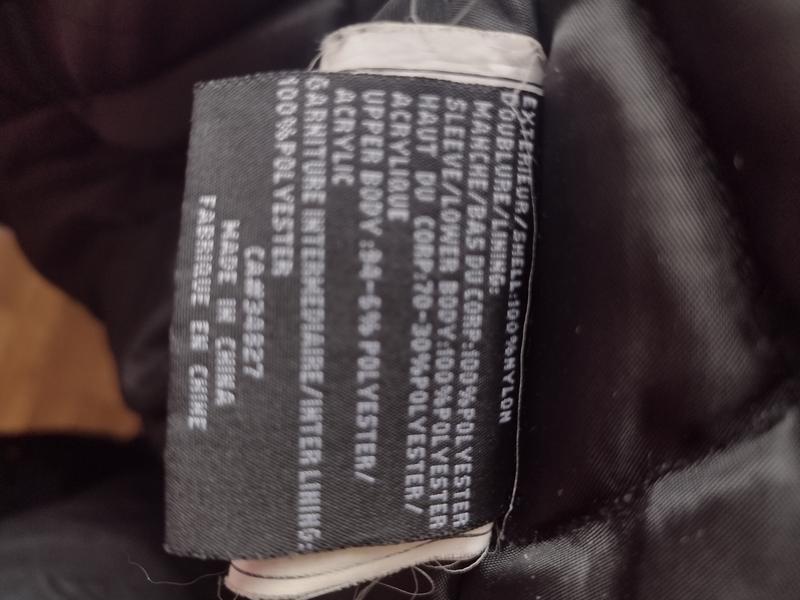 EXTERIEUR/SHELL:100%NYLON
DOUBLURE/LINING:
MANCHE/BAS DU CORP:100%POLYESTER
SLEEVE/LOWER BODY:100%POLYESTER
HAUT DU CORP:70-30%POLYESTER/
ACRYLIQUE
UPPER BODY:94-6% POLYESTER/
ACRYLIC
GARNITURE INTERMEDIAIRE/INTER LINING:
100%POLYESTER
MADE IN CHINA
FABRIQUE EN CHINE